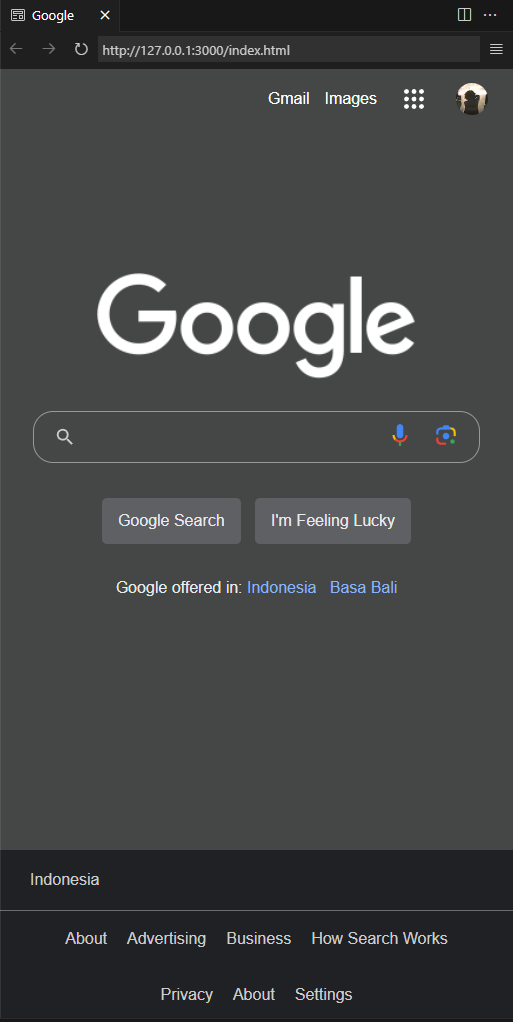 Google
http://127.0.0.1:3000/index.html
Gmail Images
Google
Google Search I'm Feeling Lucky
Google offered in: Indonesia Basa Bali
Indonesia
About Advertising Business How Search Works
Privacy About Settings